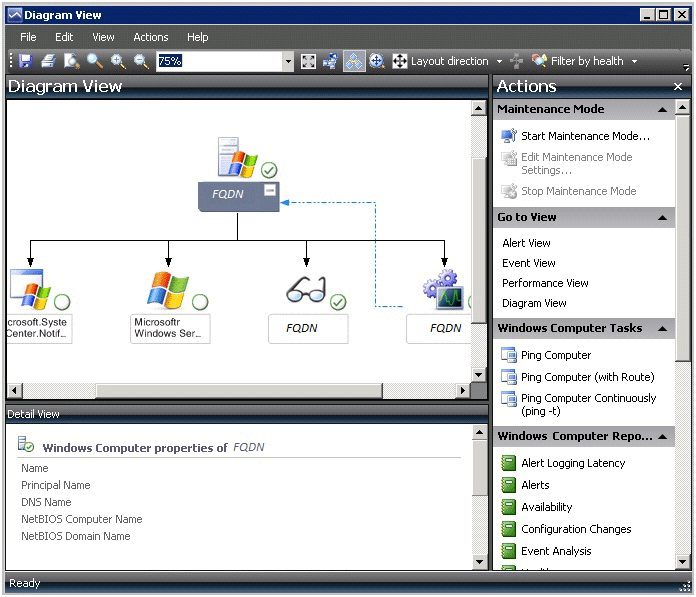 Diagram View
File Edit View Actions Help
75% Layout direction Filter by health
Diagram View
FQDN
crosoft.Syste
Center.Notif...
Microsoftr
Windows Ser...
FQDN
FQDN
Detail View
Windows Computer properties of FQDN
Name
Principal Name
DNS Name
NetBIOS Computer Name
NetBIOS Domain Name
Actions
Maintenance Mode
Start Maintenance Mode...
Edit Maintenance Mode
Settings...
Stop Maintenance Mode
Go to View
Alert View
Event View
Performance View
Diagram View
Windows Computer Tasks
Ping Computer
Ping Computer (with Route)
Ping Computer Continuously
(ping -t)
Windows Computer Repo...
Alert Logging Latency
Alerts
Availability
Configuration Changes
Event Analysis
Ready